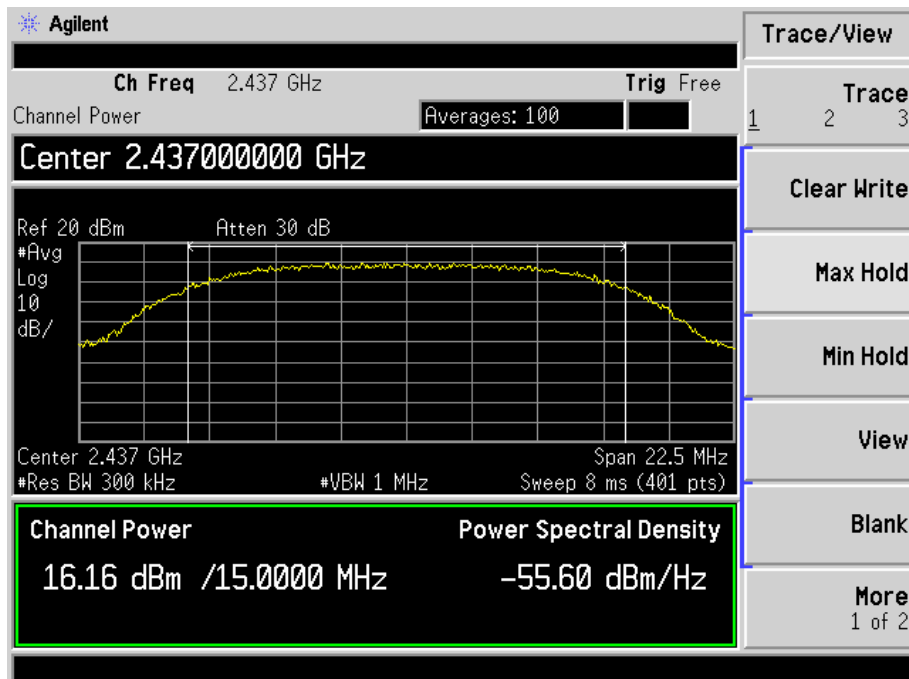 Agilent
Trace/View
Ch Freq 2.437 GHz Trig Free
Channel Power Averages: 100
Center 2.437000000 GHz
Ref 20 dBm Atten 30 dB
#Avg
Log
10
dB/
Center 2.437 GHz Span 22.5 MHz
#Res BW 300 kHz #VBW 1 MHz Sweep 8 ms (401 pts)
Channel Power Power Spectral Density
16.16 dBm /15.0000 MHz -55.60 dBm/Hz
Trace
1 2 3
Clear Write
Max Hold
Min Hold
View
Blank
More
1 of 2